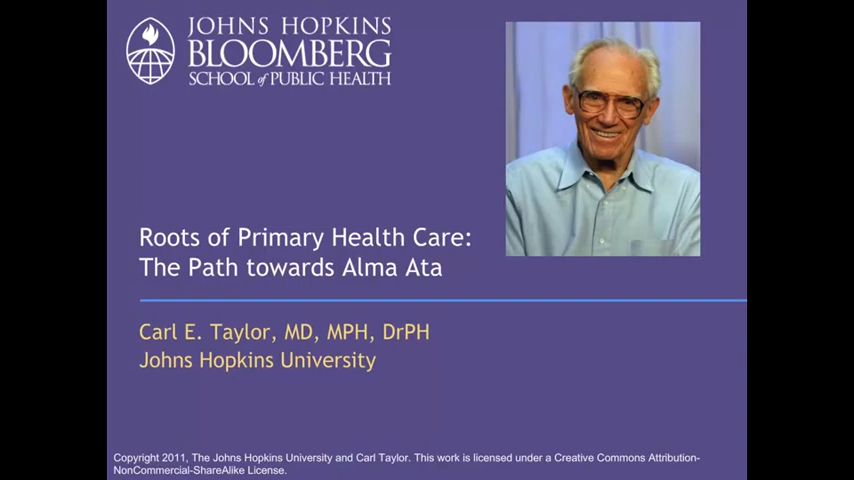 JOHNS HOPKINS
BLOOMBERG
SCHOOL of PUBLIC HEALTH
Roots of Primary Health Care:
The Path towards Alma Ata
Carl E. Taylor, MD, MPH, DrPH
Johns Hopkins University
Copyright 2011, The Johns Hopkins University and Carl Taylor. This work is licensed under a Creative Commons Attribution-
NonCommercial-ShareAlike License.